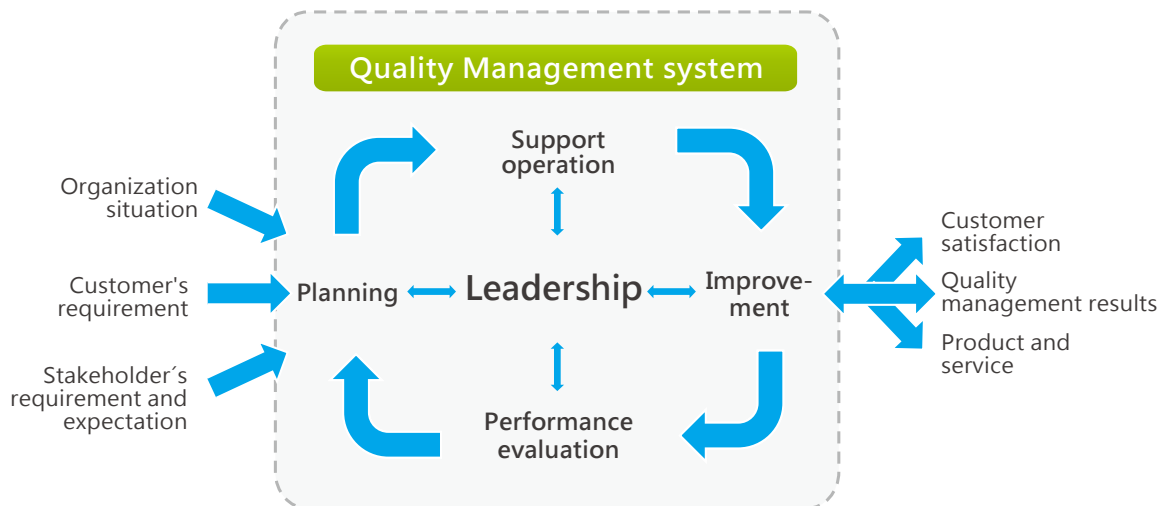 Quality Management system
Support
operation
Organization
situation
Customer's
requirement
Stakeholder´s
requirement and
expectation
Planning
Leadership
Improve-
ment
Performance
evaluation
Customer
satisfaction
Quality
management results
Product and
service